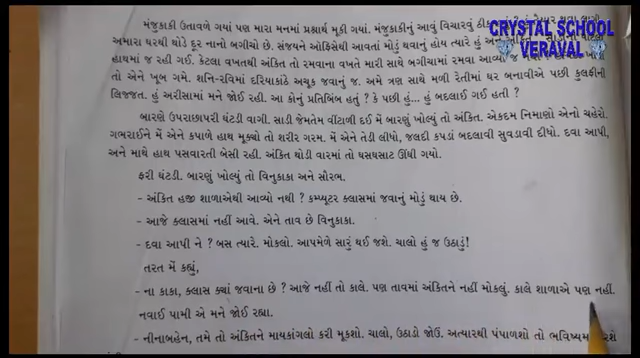 CRYSTAL SCHOOL
VERAVAL
મંજુકાકી ઉતાવળે ગયાં પણ મારા મનમાં પ્રશ્નાર્થ મૂકી ગયાં. મંજુકાકીનું આવું વિચારવું
અમારા ઘરથી થોડે દૂર નાનો બગીચો છે. સંજયને ઓફિસેથી આવતાં મોડું થવાનું હોય ત્યારે હું અને અંકિત
હાથમાં જ રહી ગઈ. કેટલા વખતથી અંકિત તો રમવાના વખતે મારી સાથે બગીચામાં રમવા આવ્યો જ
તો એને ખૂબ ગમે. શનિ-રવિમાં દરિયાકાંઠે અચૂક જવાનું જ. અમે ત્રણ સાથે મળી રેતીમાં ઘર બનાવીએ પછી કુલફીની
લિજ્જત. હું અરીસામાં મને જોઈ રહી. આ કોનું પ્રતિબિંબ હતું ? કે પછી હું... હું બદલાઈ ગઈ હતી ?
બારણે ઉપરાછાપરી ઘંટડી વાગી. સાડી જેમતેમ વીંટાળી દઈ મેં બારણું ખોલ્યું તો અંકિત. એકદમ નિમાણો એનો ચહેરો.
ગભરાઈને મેં એને કપાળે હાથ મૂક્યો તો શરીર ગરમ. મેં એને તેડી લીધો, જલદી કપડાં બદલાવી સુવડાવી દીધો. દવા આપી,
અને માથે હાથ પસવારતી બેસી રહી. અંકિત થોડી વારમાં તો ઘસઘસાટ ઊંઘી ગયો.
ફરી ઘંટડી. બારણું ખોલ્યું તો વિનુકાકા અને સૌરભ.
- અંકિત હજી શાળાએથી આવ્યો નથી ? કમ્પ્યૂટર ક્લાસમાં જવાનું મોડું થાય છે.
- આજે ક્લાસમાં નહીં આવે. એને તાવ છે વિનુકાકા.
- દવા આપી ને ? બસ ત્યારે. મોકલો. આપમેળે સારું થઈ જશે. ચાલો હું જ ઉઠાડું!
તરત મેં કહ્યું,
- ના કાકા, ક્લાસ ક્યાં જવાના છે ? આજે નહીં તો કાલે. પણ તાવમાં અંકિતને નહીં મોકલું. કાલે શાળાએ પણ નહીં.
નવાઈ પામી એ મને જોઈ રહ્યા.
- નીનાબહેન, તમે તો અંકિતને માયકાંગલો કરી મૂકશો. ચાલો, ઉઠાડો જોઉં. અત્યારથી પંપાળશો તો